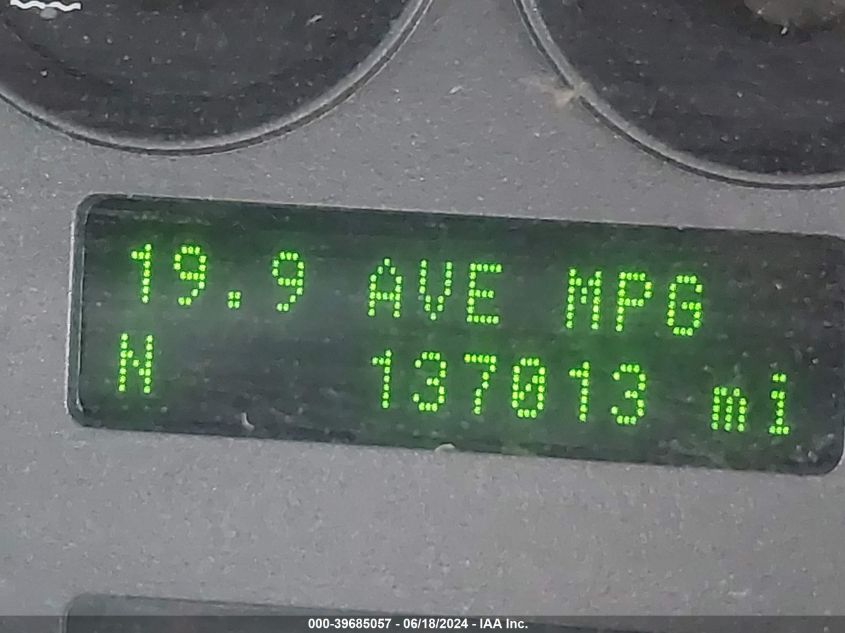 19.9 AVE MPG
N 137013 mi
000-39685057 - 06/18/2024 - IAA Inc.